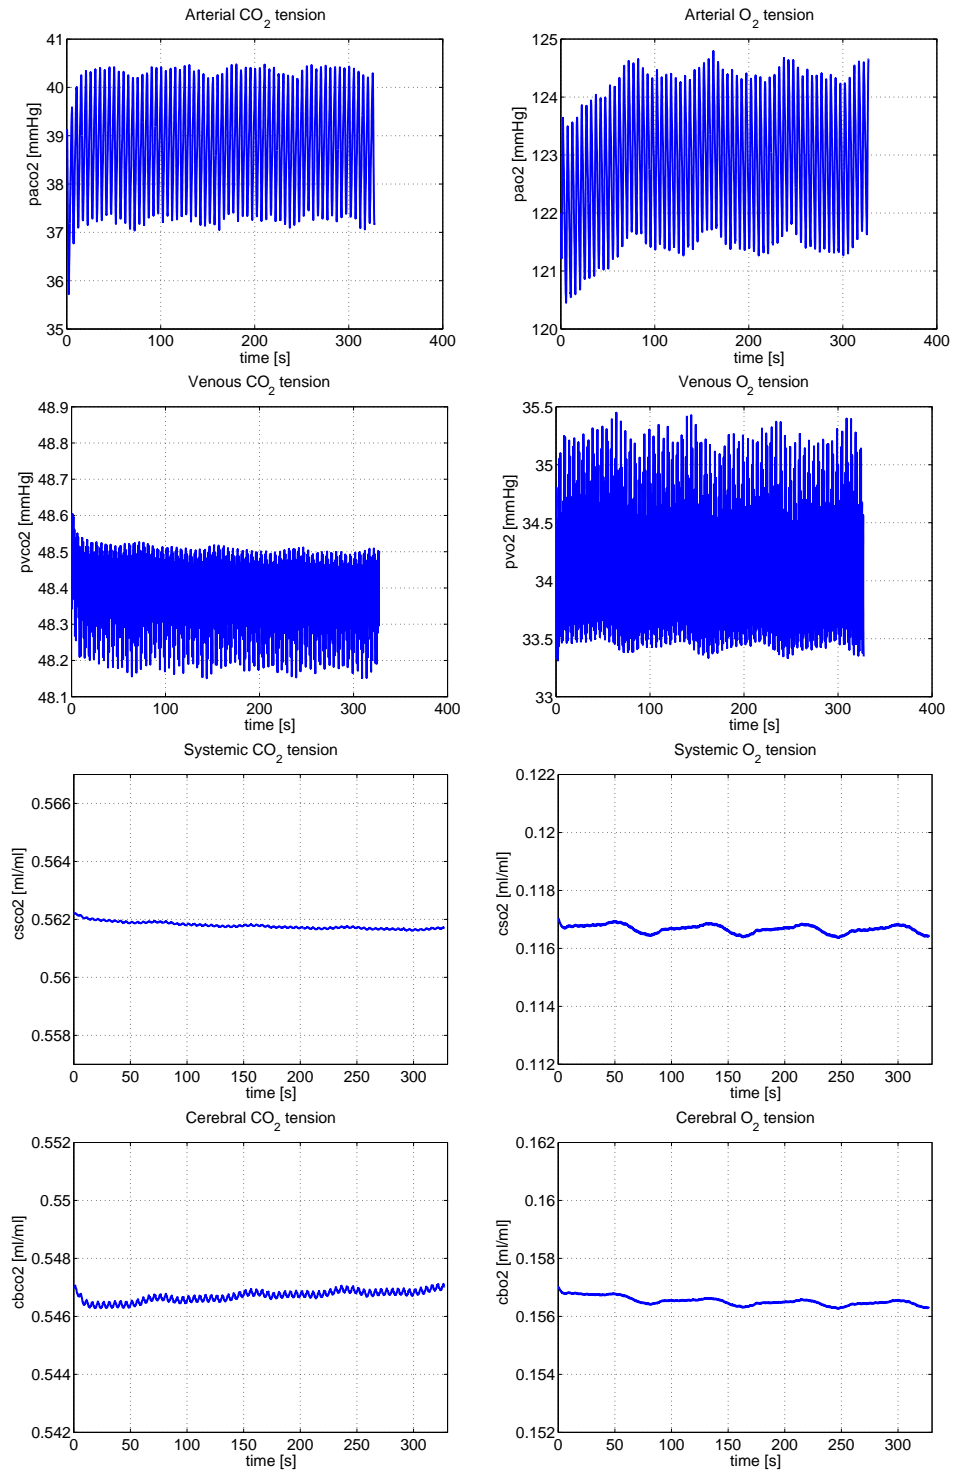 Arterial CO2 tension
paco2 [mmHg]
41
40
39
38
37
36
35
0 100 200 300 400
time [s]
Arterial O2 tension
pao2 [mmHg]
125
124
123
122
121
120
0 100 200 300 400
time [s]
Venous CO2 tension
pvco2 [mmHg]
48.9
48.8
48.7
48.6
48.5
48.4
48.3
48.2
48.1
0 100 200 300 400
time [s]
Venous O2 tension
pvo2 [mmHg]
35.5
35
34.5
34
33.5
33
0 100 200 300 400
time [s]
Systemic CO2 tension
csco2 [ml/ml]
0.566
0.564
0.562
0.56
0.558
0 50 100 150 200 250 300
time [s]
Systemic O2 tension
cso2 [ml/ml]
0.122
0.12
0.118
0.116
0.114
0.112
0 50 100 150 200 250 300
time [s]
Cerebral CO2 tension
cbco2 [ml/ml]
0.552
0.55
0.548
0.546
0.544
0.542
0 50 100 150 200 250 300
time [s]
Cerebral O2 tension
cbo2 [ml/ml]
0.162
0.16
0.158
0.156
0.154
0.152
0 50 100 150 200 250 300
time [s]